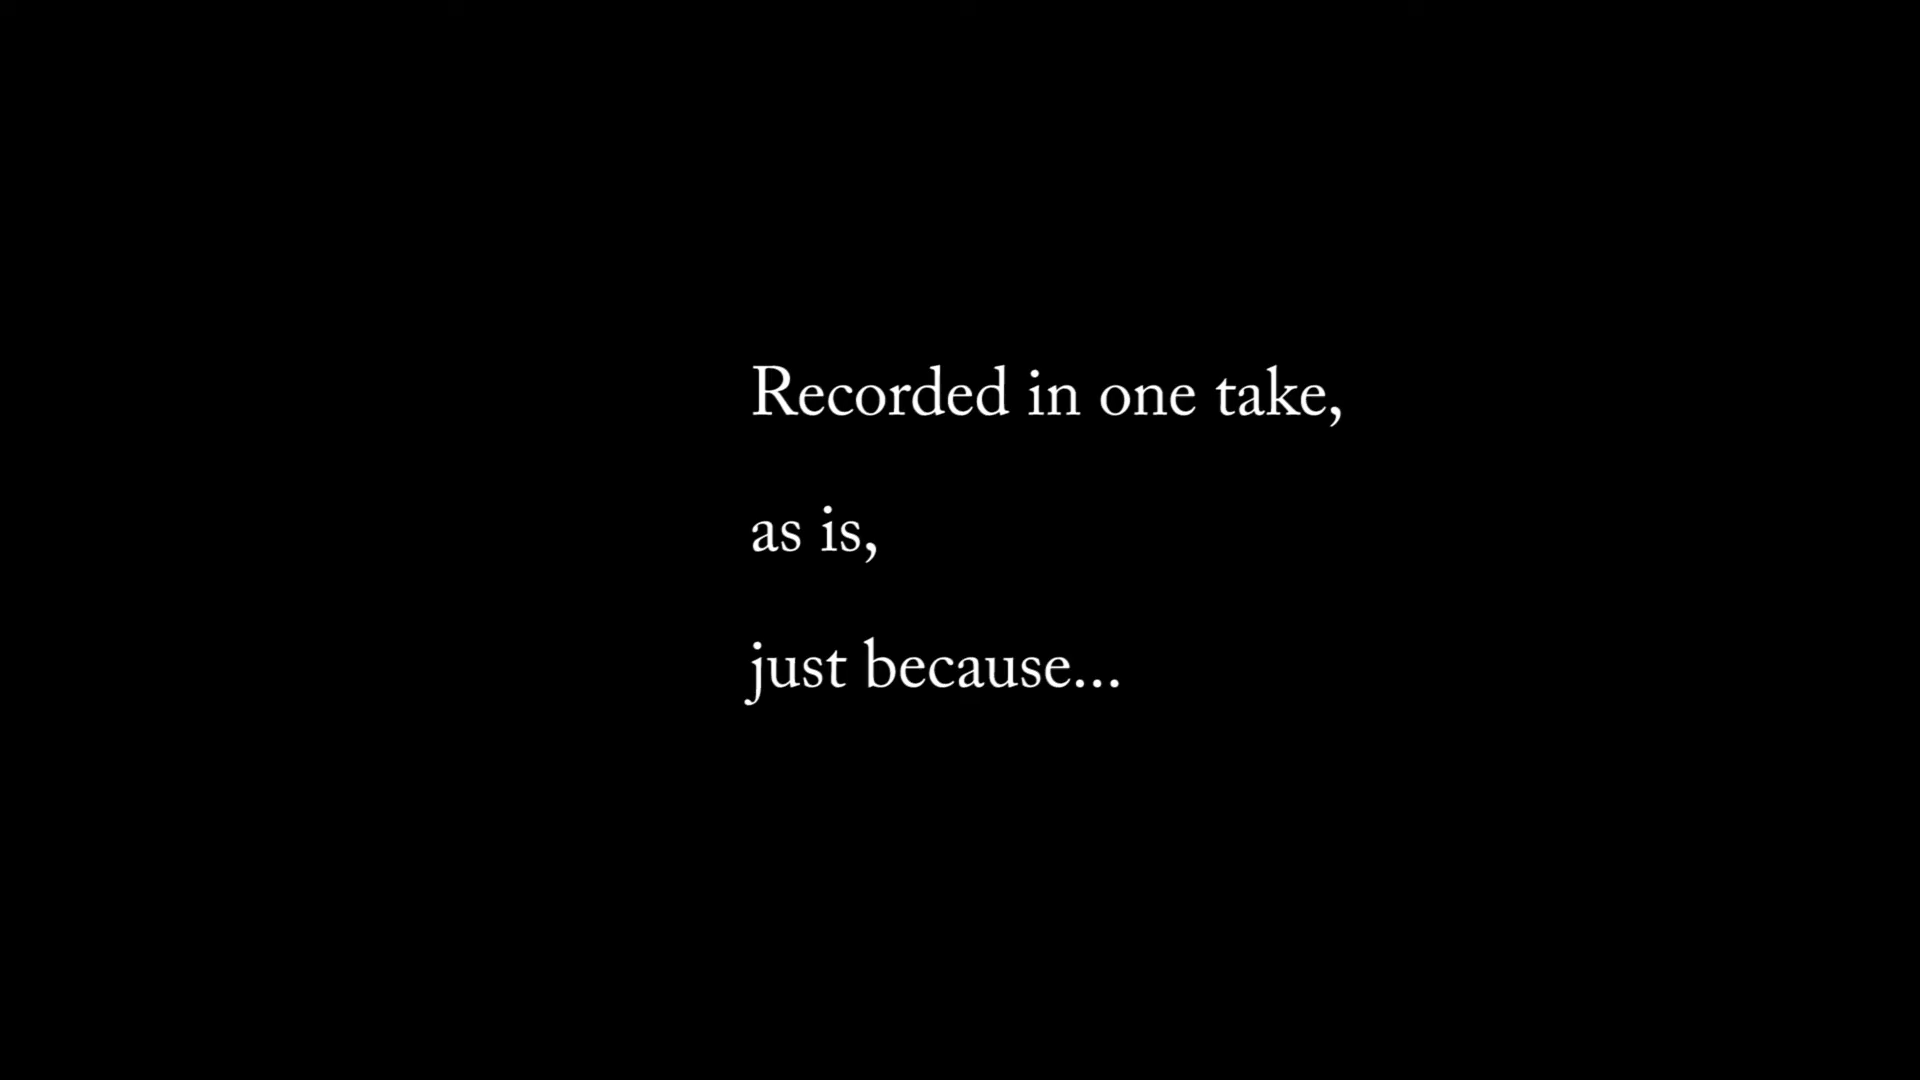 Recorded in one take,
as is,
just because...